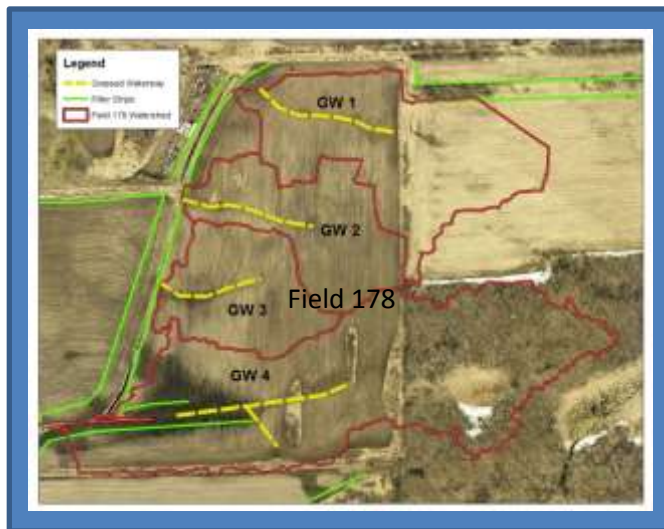 Legend
Grassed Waterway
Filter Strips
Field 178 Watershed
GW 1
GW 2
Field 178
GW 3
GW 4